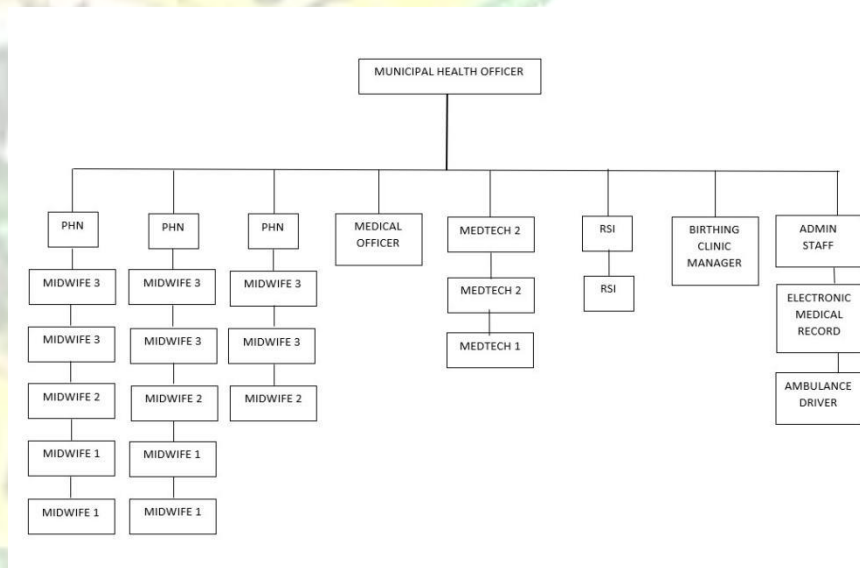 MUNICIPAL HEALTH OFFICER
PHN
MIDWIFE 3
MIDWIFE 3
MIDWIFE 2
MIDWIFE 1
MIDWIFE 1
PHN
MIDWIFE 3
MIDWIFE 3
MIDWIFE 2
MIDWIFE 1
MIDWIFE 1
PHN
MIDWIFE 3
MIDWIFE 3
MIDWIFE 2
MEDICAL
OFFICER
MEDTECH 2
MEDTECH 2
MEDTECH 1
RSI
RSI
BIRTHING
CLINIC
MANAGER
ADMIN
STAFF
ELECTRONIC
MEDICAL
RECORD
AMBULANCE
DRIVER